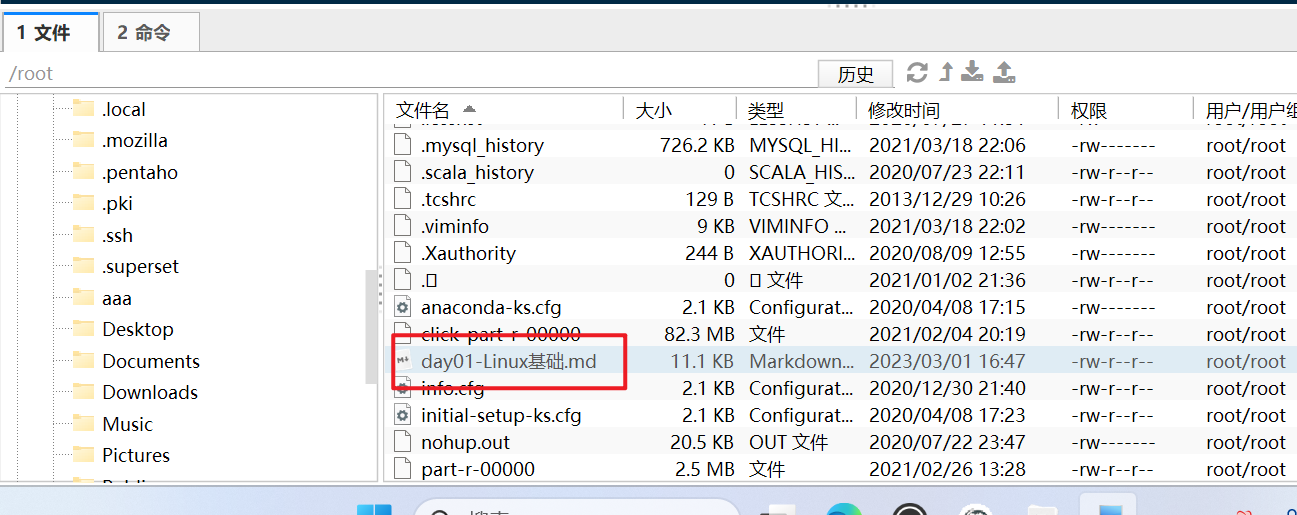 1 文件 2 命令
/root 历史
文件名 大小 类型 修改时间 权限 用户/用户组
.local
.mozilla
.pentaho
.pki
.ssh
.superset
aaa
Desktop
Documents
Downloads
Music
Pictures
.mysql_history 726.2 KB MYSQL_HI... 2021/03/18 22:06 -rw------- root/root
.scala_history 0 SCALA_HIS... 2020/07/23 22:11 -rw-r--r-- root/root
.tcshrc 129 B TCSHRC 文... 2013/12/29 10:26 -rw-r--r-- root/root
.viminfo 9 KB VIMINFO ... 2021/03/18 22:02 -rw------- root/root
.Xauthority 244 B XAUTHORI... 2020/08/09 12:55 -rw------- root/root
.▯ 0 ▯ 文件 2021/01/02 21:36 -rw-r--r-- root/root
anaconda-ks.cfg 2.1 KB Configurat... 2020/04/08 17:15 -rw------- root/root
click-part-r-00000 82.3 MB 文件 2021/02/04 20:19 -rw-r--r-- root/root
day01-Linux基础.md 11.1 KB Markdown... 2023/03/01 16:47 -rw-r--r-- root/root
info.cfg 2.1 KB Configurat... 2020/12/30 21:40 -rw-r--r-- root/root
initial-setup-ks.cfg 2.1 KB Configurat... 2020/04/08 17:23 -rw-r--r-- root/root
nohup.out 20.5 KB OUT 文件 2020/07/22 23:47 -rw------- root/root
part-r-00000 2.5 MB 文件 2021/02/26 13:28 -rw-r--r-- root/root